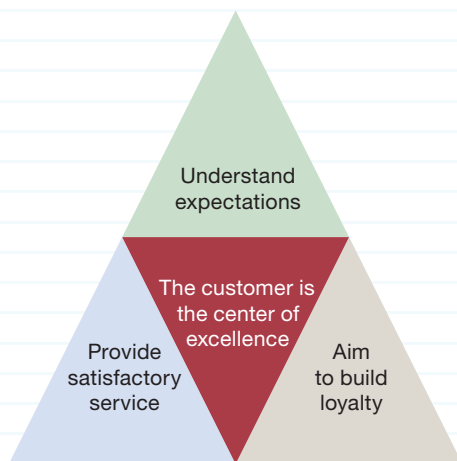 Understand
expectations
The customer is
the center of
excellence
Provide
satisfactory
service
Aim
to build
loyalty